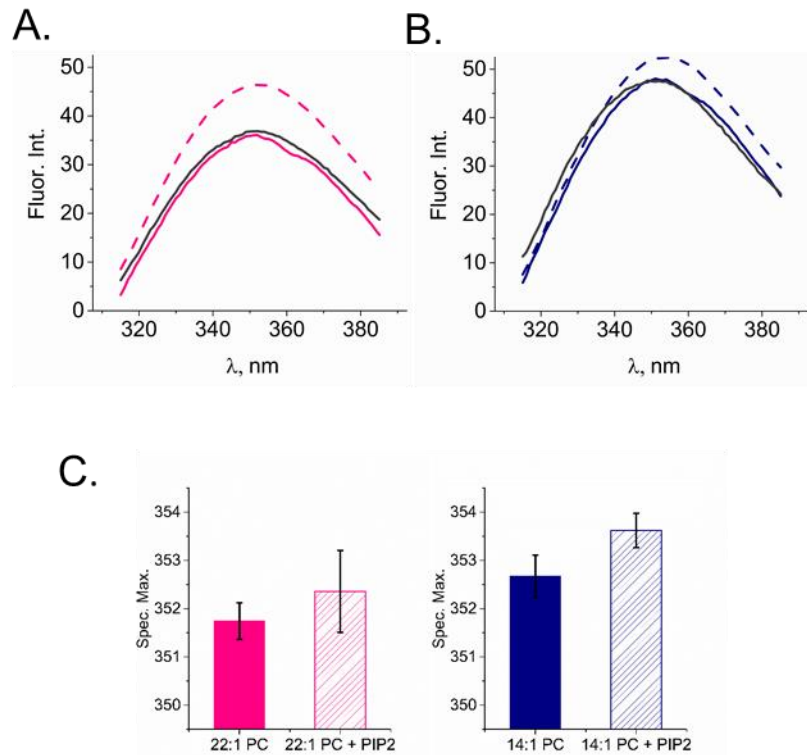 A.
50
40
30
20
10
0
Fluor. Int.
320 340 360 380
λ, nm
B.
50
40
30
20
10
0
Fluor. Int.
320 340 360 380
λ, nm
C.
354
353
352
351
350
Spec. Max.
22:1 PC 22:1 PC + PIP2
354
353
352
351
350
Spec. Max.
14:1 PC 14:1 PC + PIP2